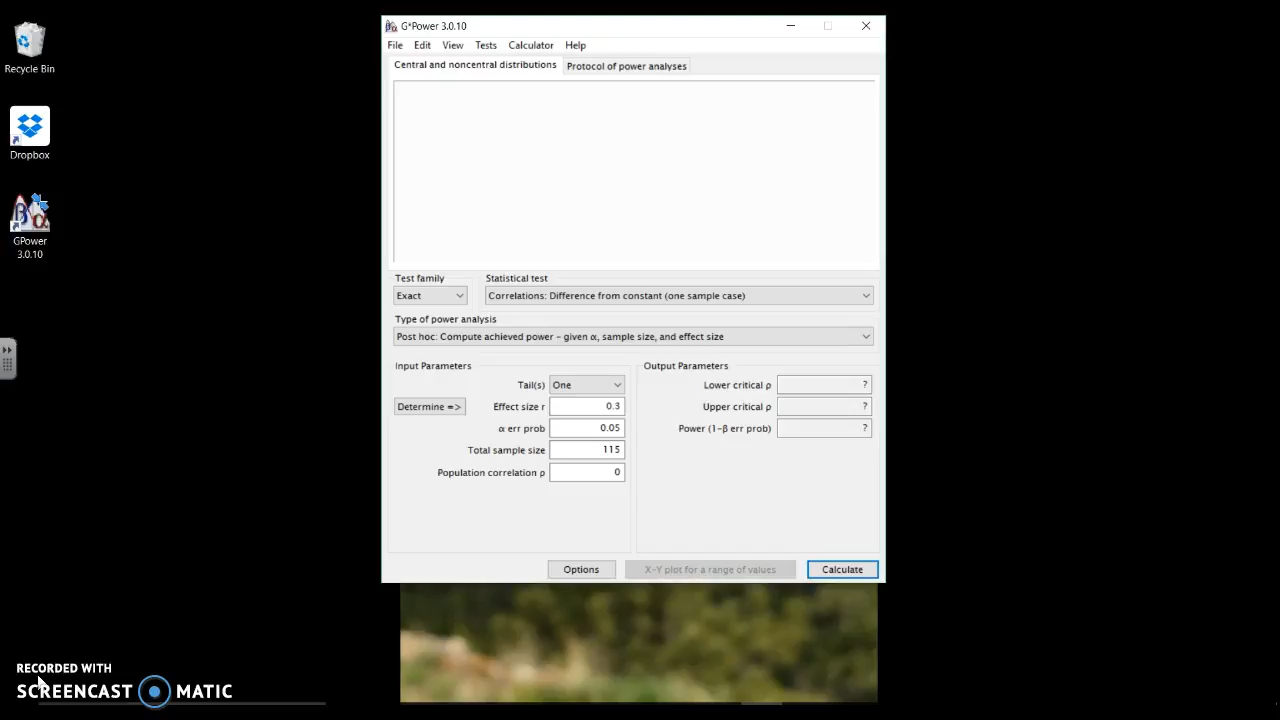 Recycle Bin
Dropbox
GPower
3.0.10
G*Power 3.0.10
File Edit View Tests Calculator Help
Central and noncentral distributions Protocol of power analyses
Test family Statistical test
Exact Correlations: Difference from constant (one sample case)
Type of power analysis
Post hoc: Compute achieved power – given α, sample size, and effect size
Input Parameters Output Parameters
Tail(s) One Lower critical ρ ?
Determine => Effect size r 0.3 Upper critical ρ ?
α err prob 0.05 Power (1-β err prob) ?
Total sample size 115
Population correlation ρ 0
Options X-Y plot for a range of values Calculate
RECORDED WITH
SCREENCAST MATIC